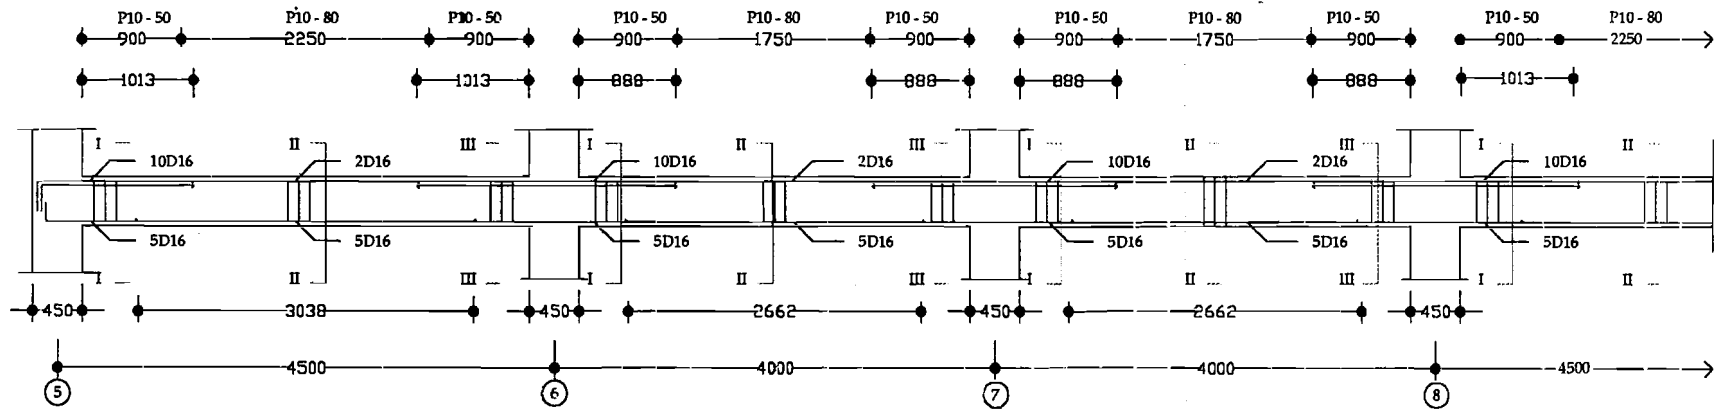 P10 - 50 P10 - 80 P10 - 50 P10 - 50 P10 - 80 P10 - 50 P10 - 50 P10 - 80 P10 - 50 P10 - 50 P10 - 80
900 2250 900 900 1750 900 900 1750 900 900 2250
1013 1013 888 888 888 888 1013
I II III I II III I II III I II
10D16 2D16 10D16 2D16 10D16 2D16 10D16
5D16 5D16 5D16 5D16 5D16 5D16 5D16
I II III I II III I II III I II
450 3038 450 2662 450 2662 450
4500 4000 4000 4500
5 6 7 8